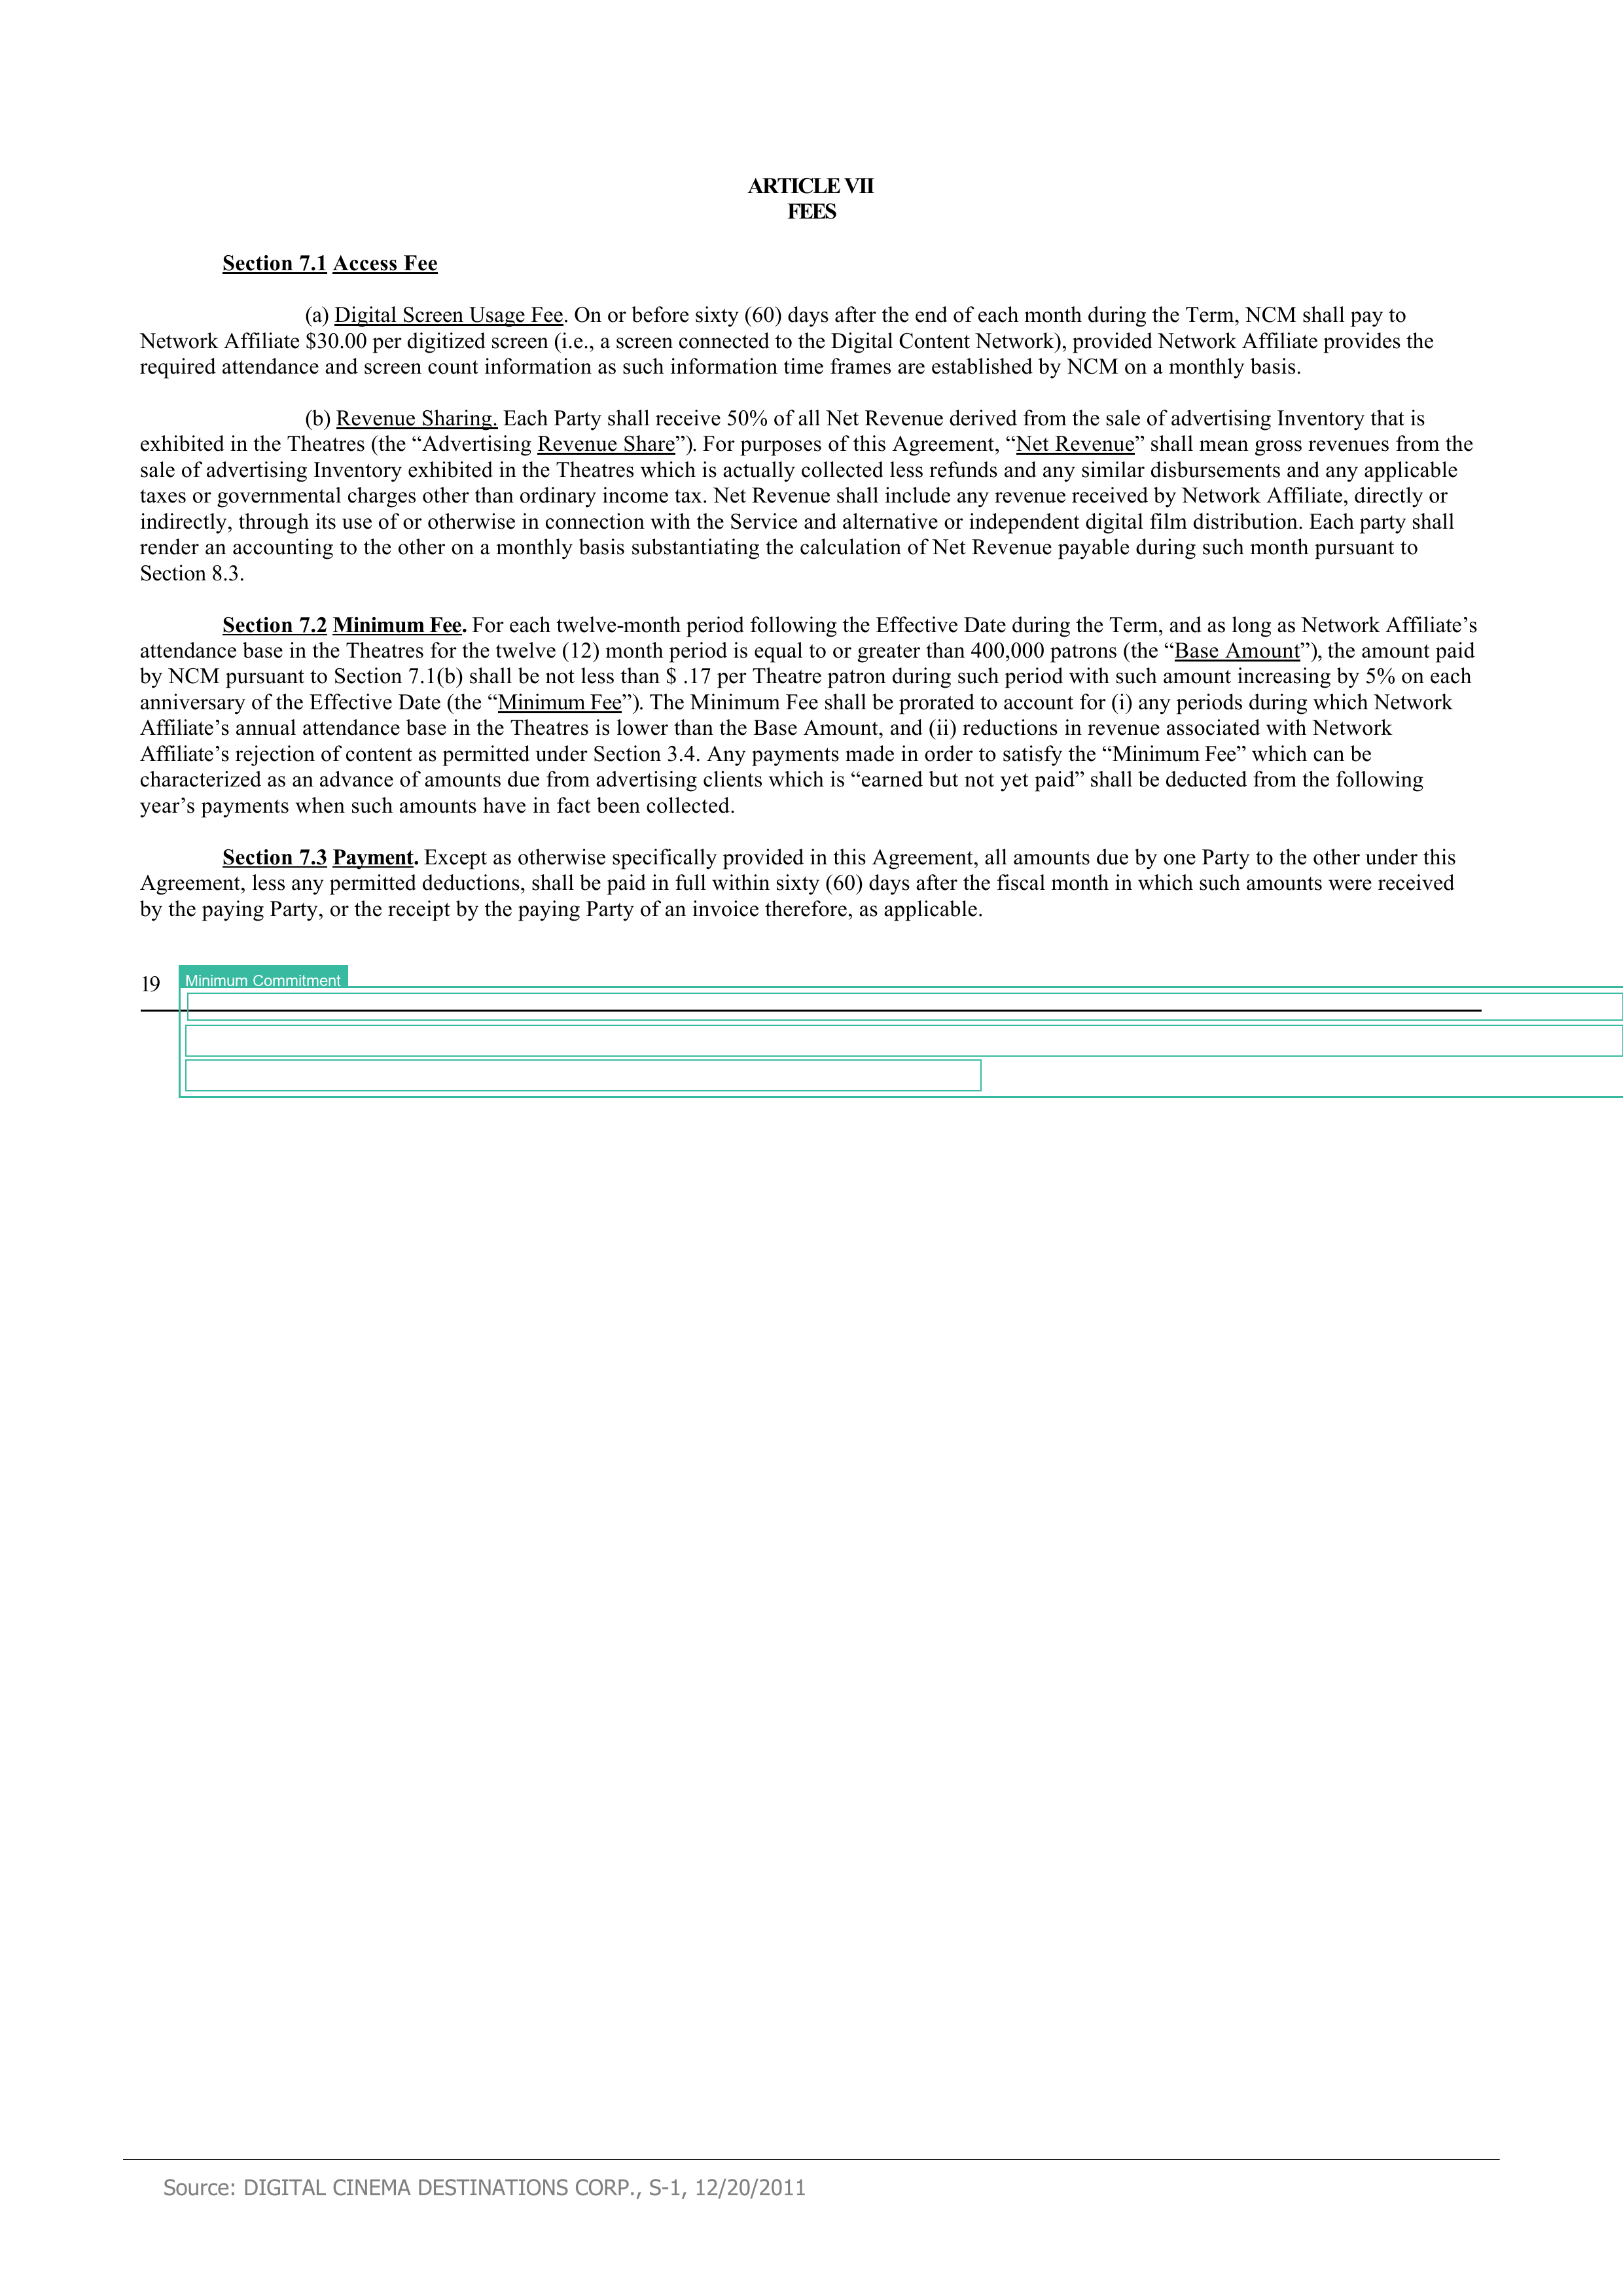 ARTICLE VII
FEES
Section 7.1 Access Fee
(a) Digital Screen Usage Fee. On or before sixty (60) days after the end of each month during the Term, NCM shall pay to
Network Affiliate $30.00 per digitized screen (i.e., a screen connected to the Digital Content Network), provided Network Affiliate provides the
required attendance and screen count information as such information time frames are established by NCM on a monthly basis.
(b) Revenue Sharing. Each Party shall receive 50% of all Net Revenue derived from the sale of advertising Inventory that is
exhibited in the Theatres (the “Advertising Revenue Share”). For purposes of this Agreement, “Net Revenue” shall mean gross revenues from the
sale of advertising Inventory exhibited in the Theatres which is actually collected less refunds and any similar disbursements and any applicable
taxes or governmental charges other than ordinary income tax. Net Revenue shall include any revenue received by Network Affiliate, directly or
indirectly, through its use of or otherwise in connection with the Service and alternative or independent digital film distribution. Each party shall
render an accounting to the other on a monthly basis substantiating the calculation of Net Revenue payable during such month pursuant to
Section 8.3.
Section 7.2 Minimum Fee. For each twelve-month period following the Effective Date during the Term, and as long as Network Affiliate’s
attendance base in the Theatres for the twelve (12) month period is equal to or greater than 400,000 patrons (the “Base Amount”), the amount paid
by NCM pursuant to Section 7.1(b) shall be not less than $ .17 per Theatre patron during such period with such amount increasing by 5% on each
anniversary of the Effective Date (the “Minimum Fee”). The Minimum Fee shall be prorated to account for (i) any periods during which Network
Affiliate’s annual attendance base in the Theatres is lower than the Base Amount, and (ii) reductions in revenue associated with Network
Affiliate’s rejection of content as permitted under Section 3.4. Any payments made in order to satisfy the “Minimum Fee” which can be
characterized as an advance of amounts due from advertising clients which is “earned but not yet paid” shall be deducted from the following
year’s payments when such amounts have in fact been collected.
Section 7.3 Payment. Except as otherwise specifically provided in this Agreement, all amounts due by one Party to the other under this
Agreement, less any permitted deductions, shall be paid in full within sixty (60) days after the fiscal month in which such amounts were received
by the paying Party, or the receipt by the paying Party of an invoice therefore, as applicable.
19
Minimum Commitment
Source: DIGITAL CINEMA DESTINATIONS CORP., S-1, 12/20/2011